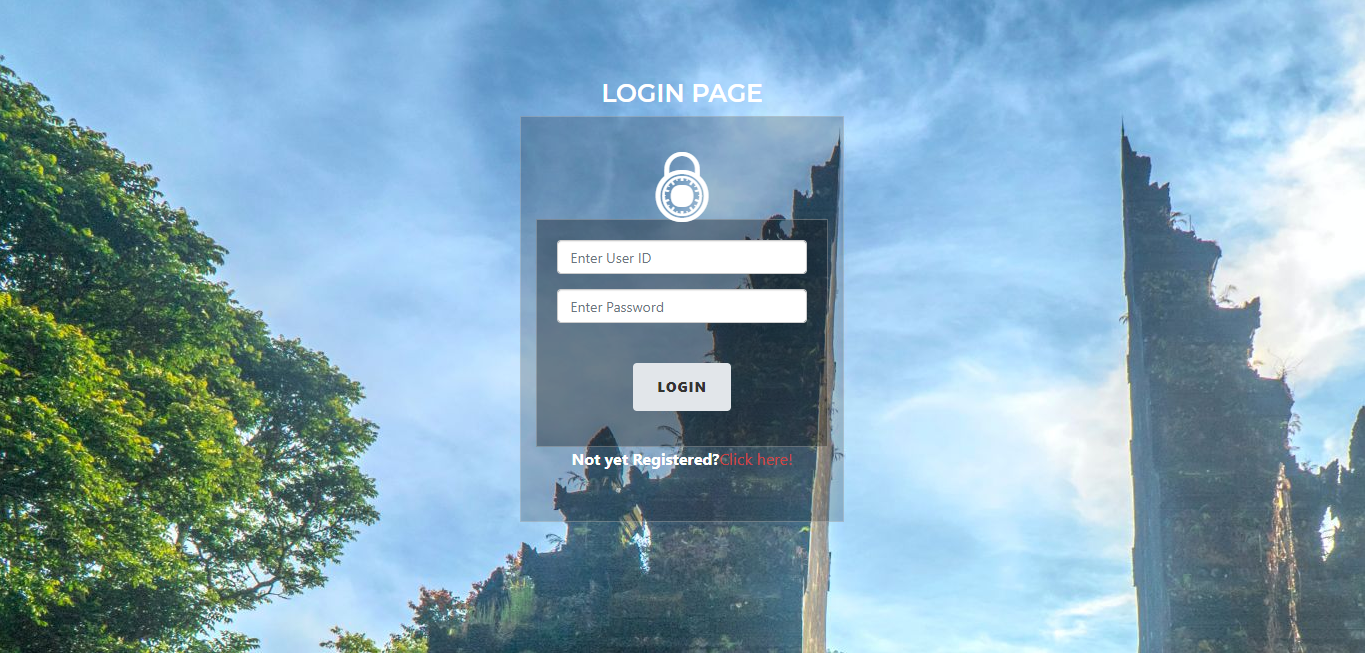 LOGIN PAGE
Enter User ID
Enter Password
LOGIN
Not yet Registered?Click here!